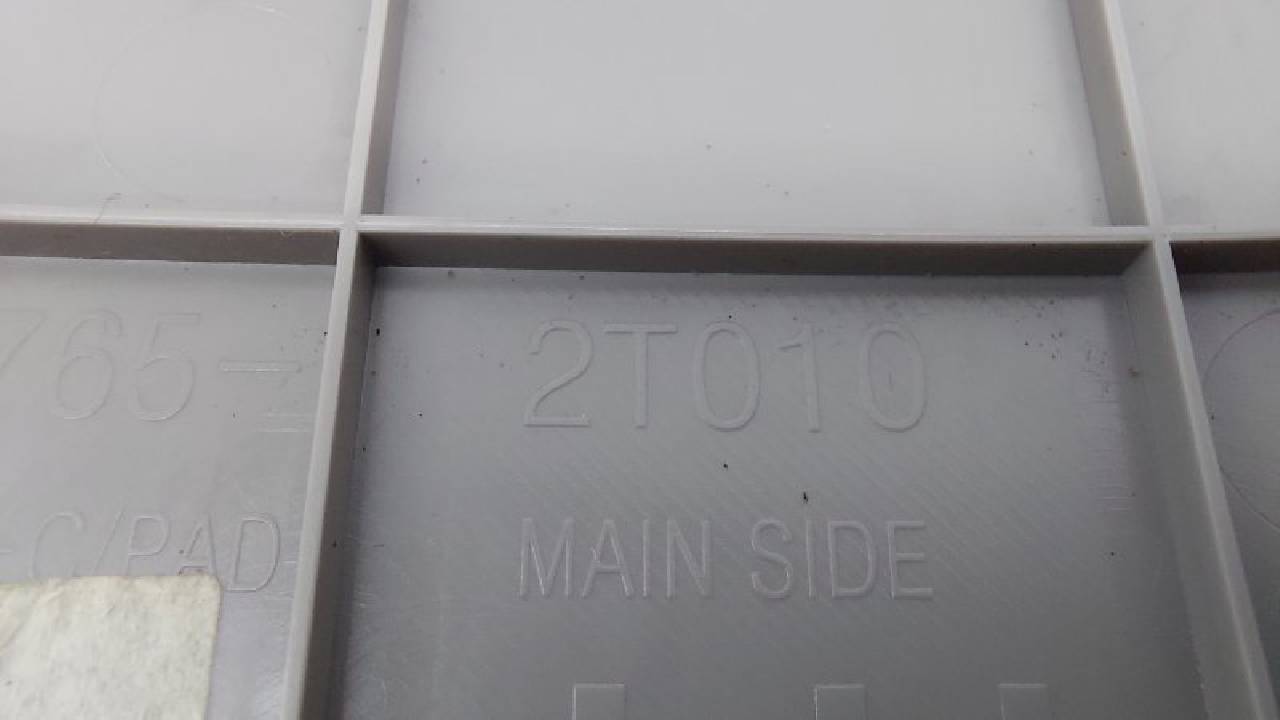 765-2T010
C/PAD MAIN SIDE